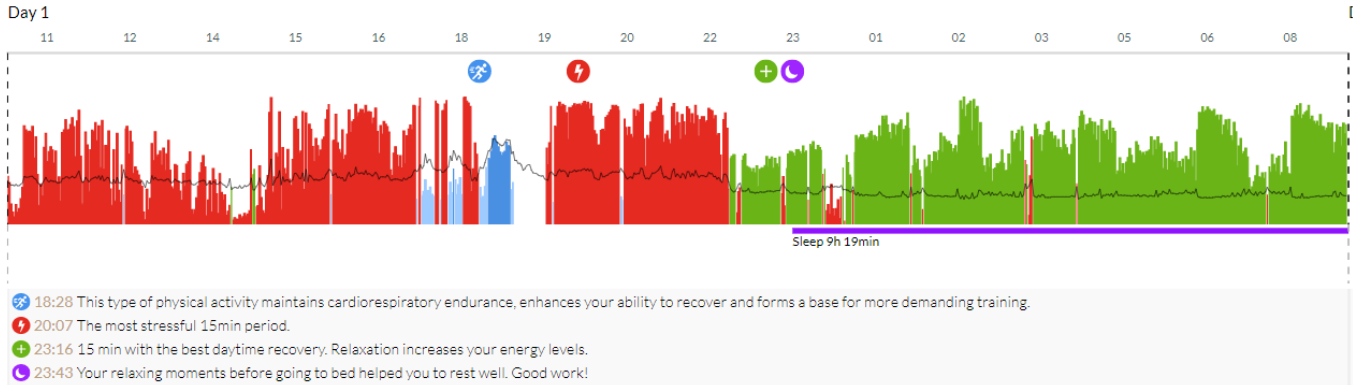 Day 1
D
11 12 14 15 16 18 19 20 22 23 01 02 03 05 06 08
Sleep 9h 19min
18:28 This type of physical activity maintains cardiorespiratory endurance, enhances your ability to recover and forms a base for more demanding training.
20:07 The most stressful 15min period.
23:16 15 min with the best daytime recovery. Relaxation increases your energy levels.
23:43 Your relaxing moments before going to bed helped you to rest well. Good work!